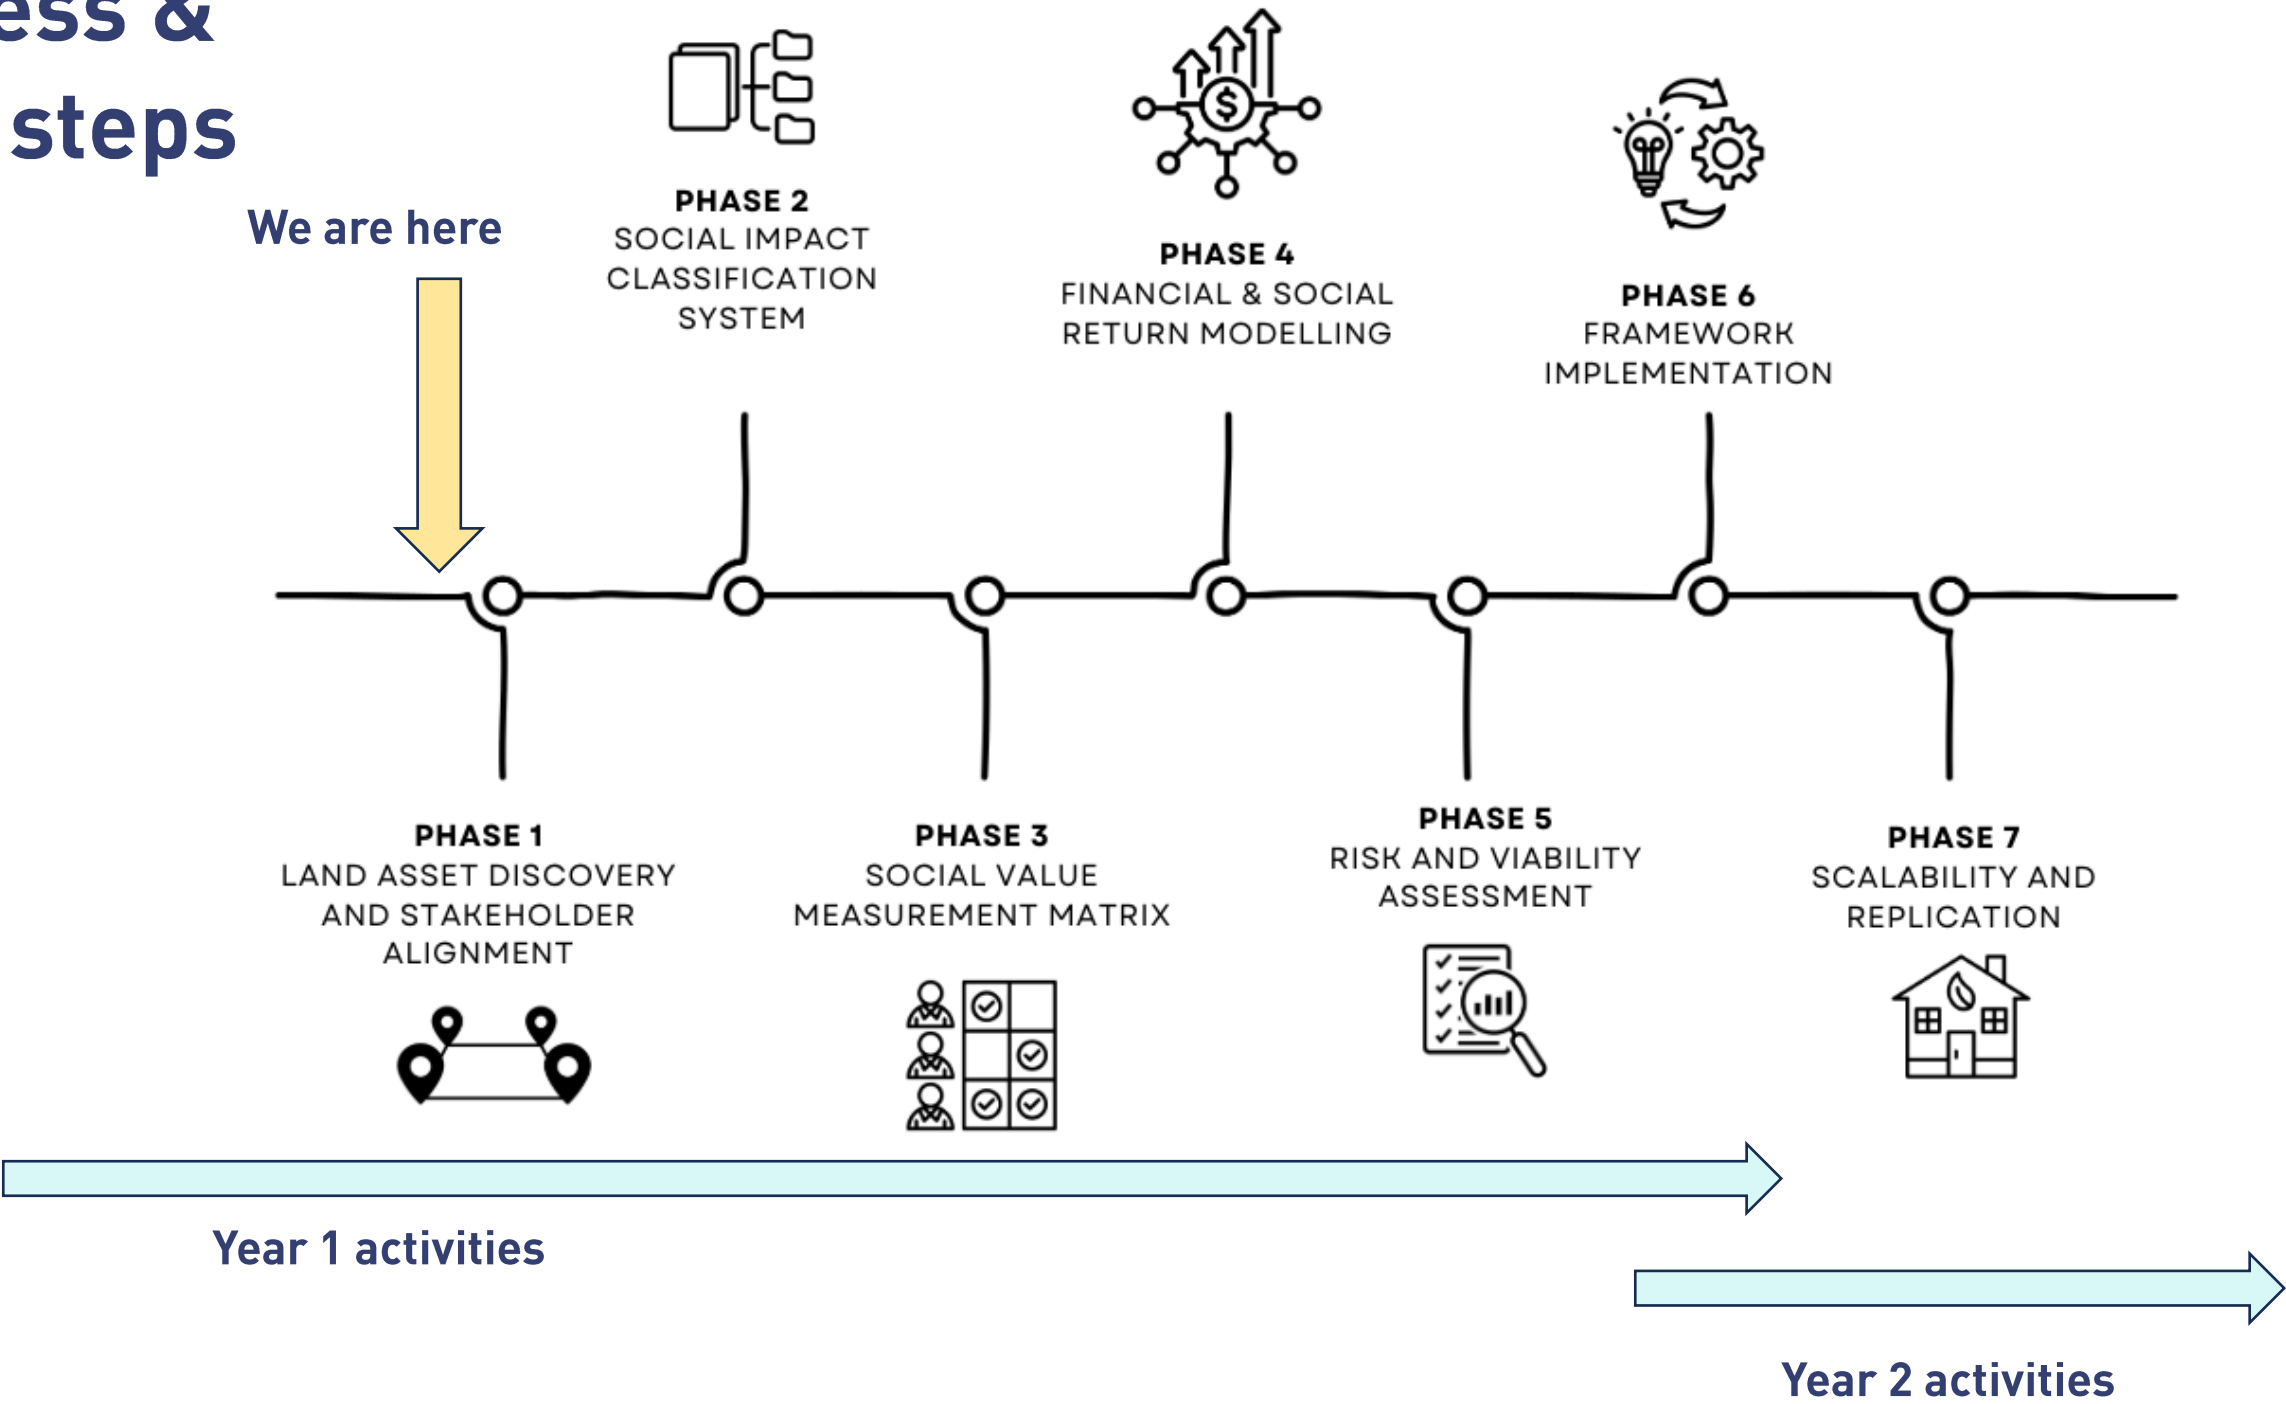 &
steps
We are here
PHASE 2
SOCIAL IMPACT
CLASSIFICATION
SYSTEM
PHASE 4
FINANCIAL & SOCIAL
RETURN MODELLING
PHASE 6
FRAMEWORK
IMPLEMENTATION
PHASE 1
LAND ASSET DISCOVERY
AND STAKEHOLDER
ALIGNMENT
PHASE 3
SOCIAL VALUE
MEASUREMENT MATRIX
PHASE 5
RISK AND VIABILITY
ASSESSMENT
PHASE 7
SCALABILITY AND
REPLICATION
$
Year 1 activities
Year 2 activities